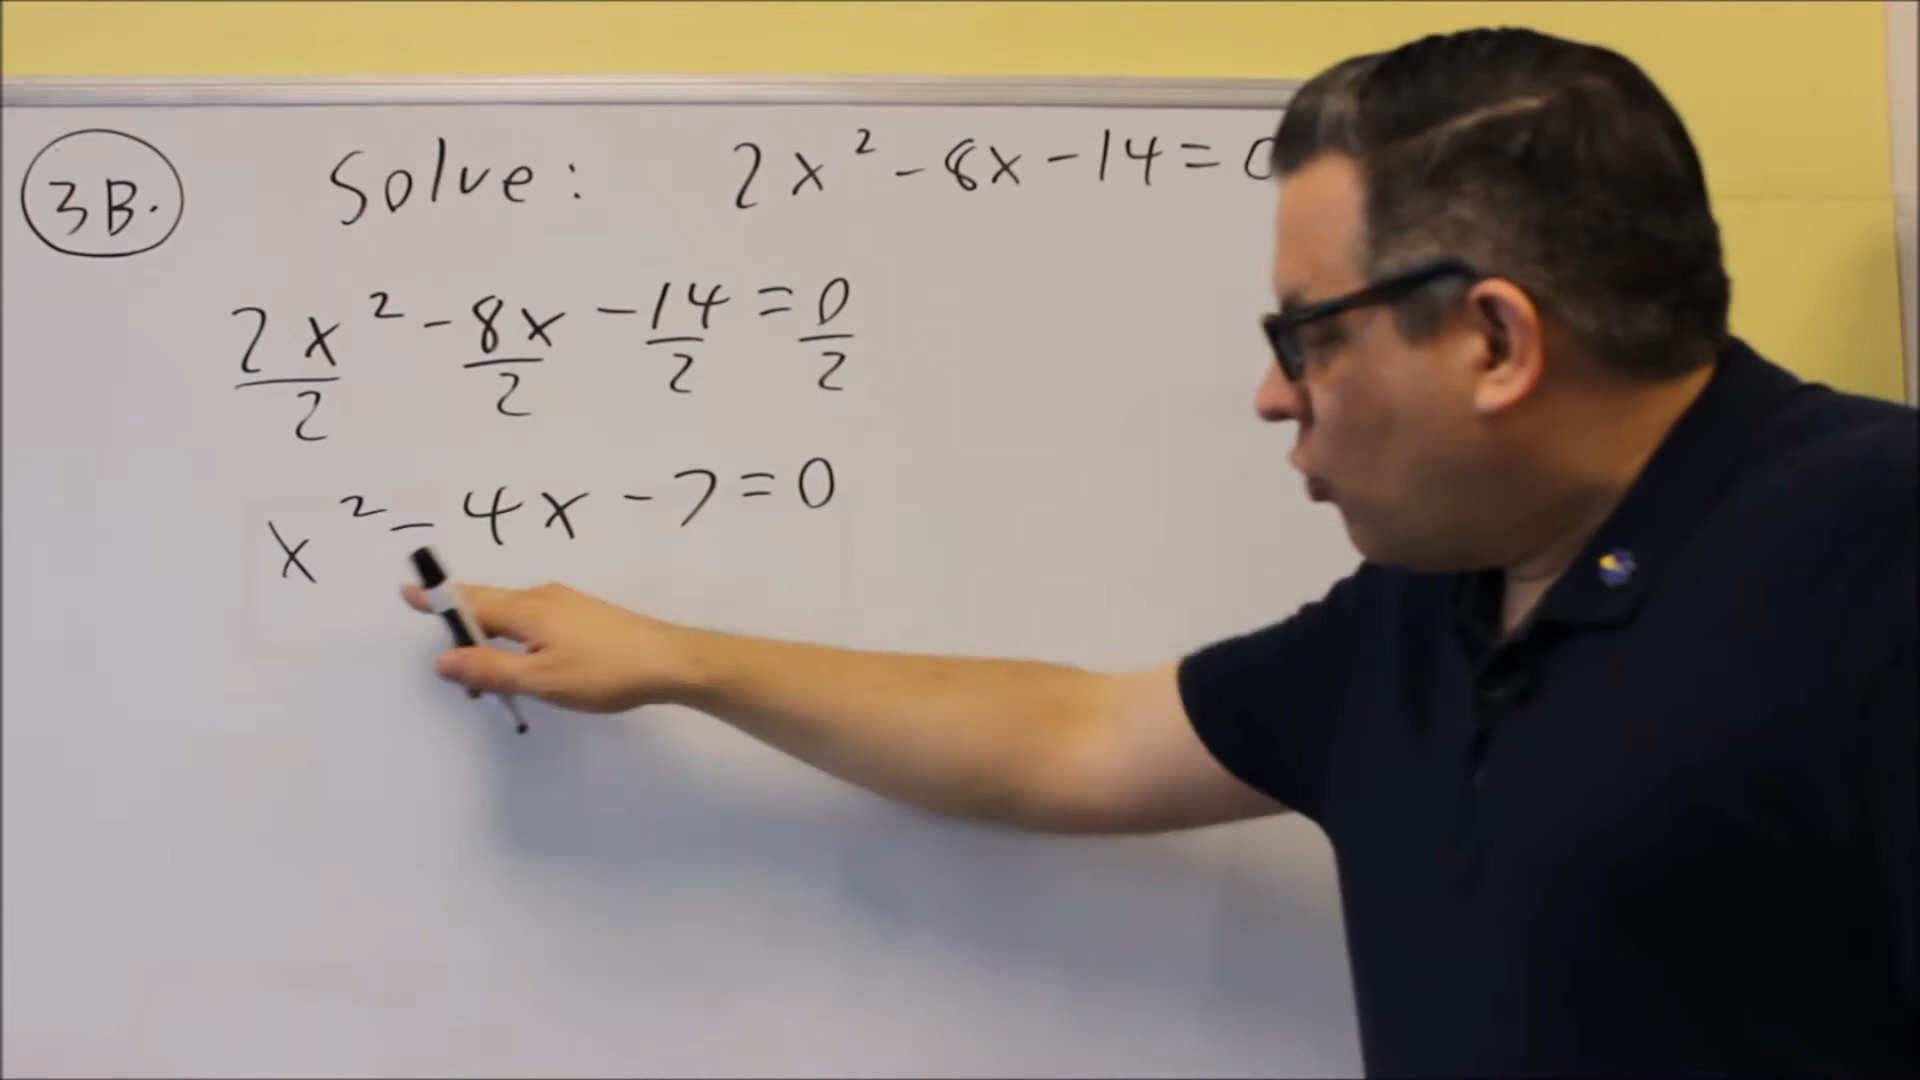 3B. Solve: 2x² - 8x - 14 = 0
2x²/2 - 8x/2 - 14/2 = 0/2
x² - 4x - 7 = 0